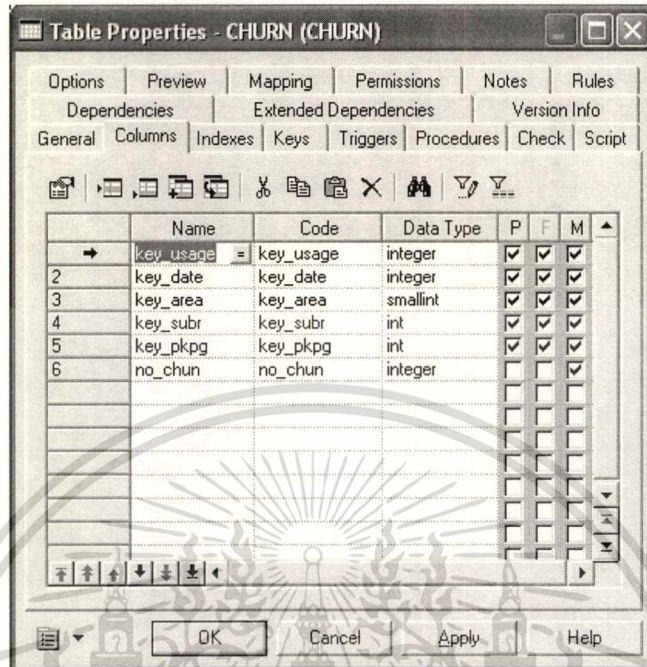 Table Properties - CHURN (CHURN)
Options Preview Mapping Permissions Notes Rules
Dependencies Extended Dependencies Version Info
General Columns Indexes Keys Triggers Procedures Check Script
Name Code Data Type P F M
key_usage = key_usage integer
2 key_date key_date integer
3 key_area key_area smallint
4 key_subr key_subr int
5 key_pkpg key_pkpg int
6 no_chun no_chun integer
OK Cancel Apply Help